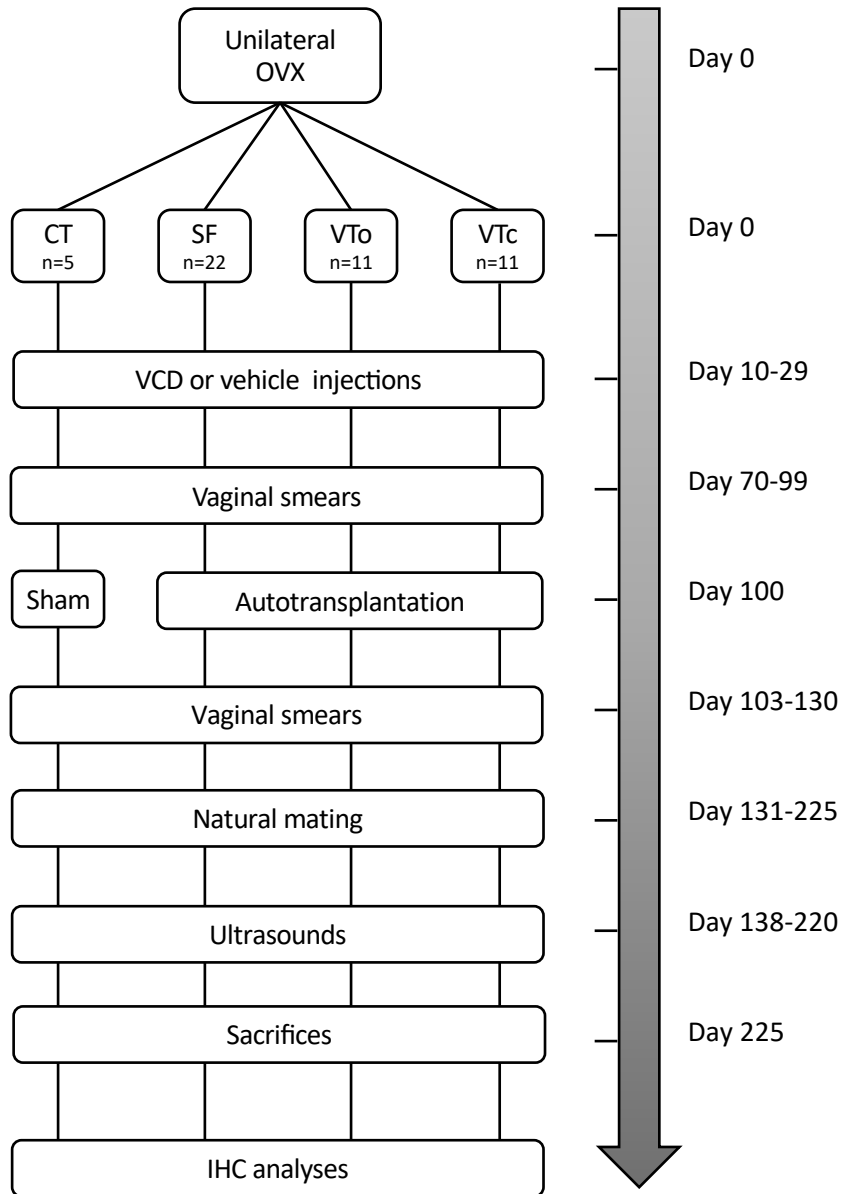 Unilateral
OVX
Day 0
CT
n=5
SF
n=22
VTo
n=11
VTc
n=11
Day 0
VCD or vehicle injections
Day 10-29
Vaginal smears
Day 70-99
Sham
Autotransplantation
Day 100
Vaginal smears
Day 103-130
Natural mating
Day 131-225
Ultrasounds
Day 138-220
Sacrifices
Day 225
IHC analyses